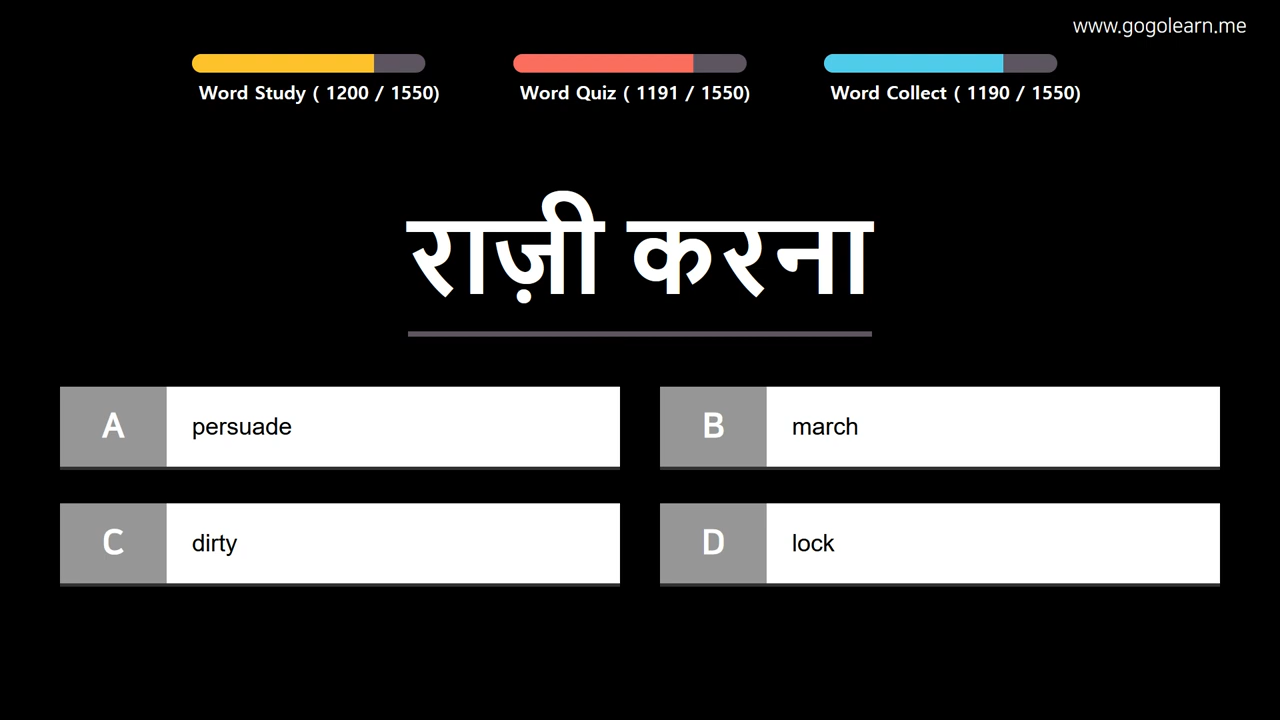 www.gogolearn.me
Word Study ( 1200 / 1550)
Word Quiz ( 1191 / 1550)
Word Collect ( 1190 / 1550)
राज़ी करना
A persuade
B march
C dirty
D lock